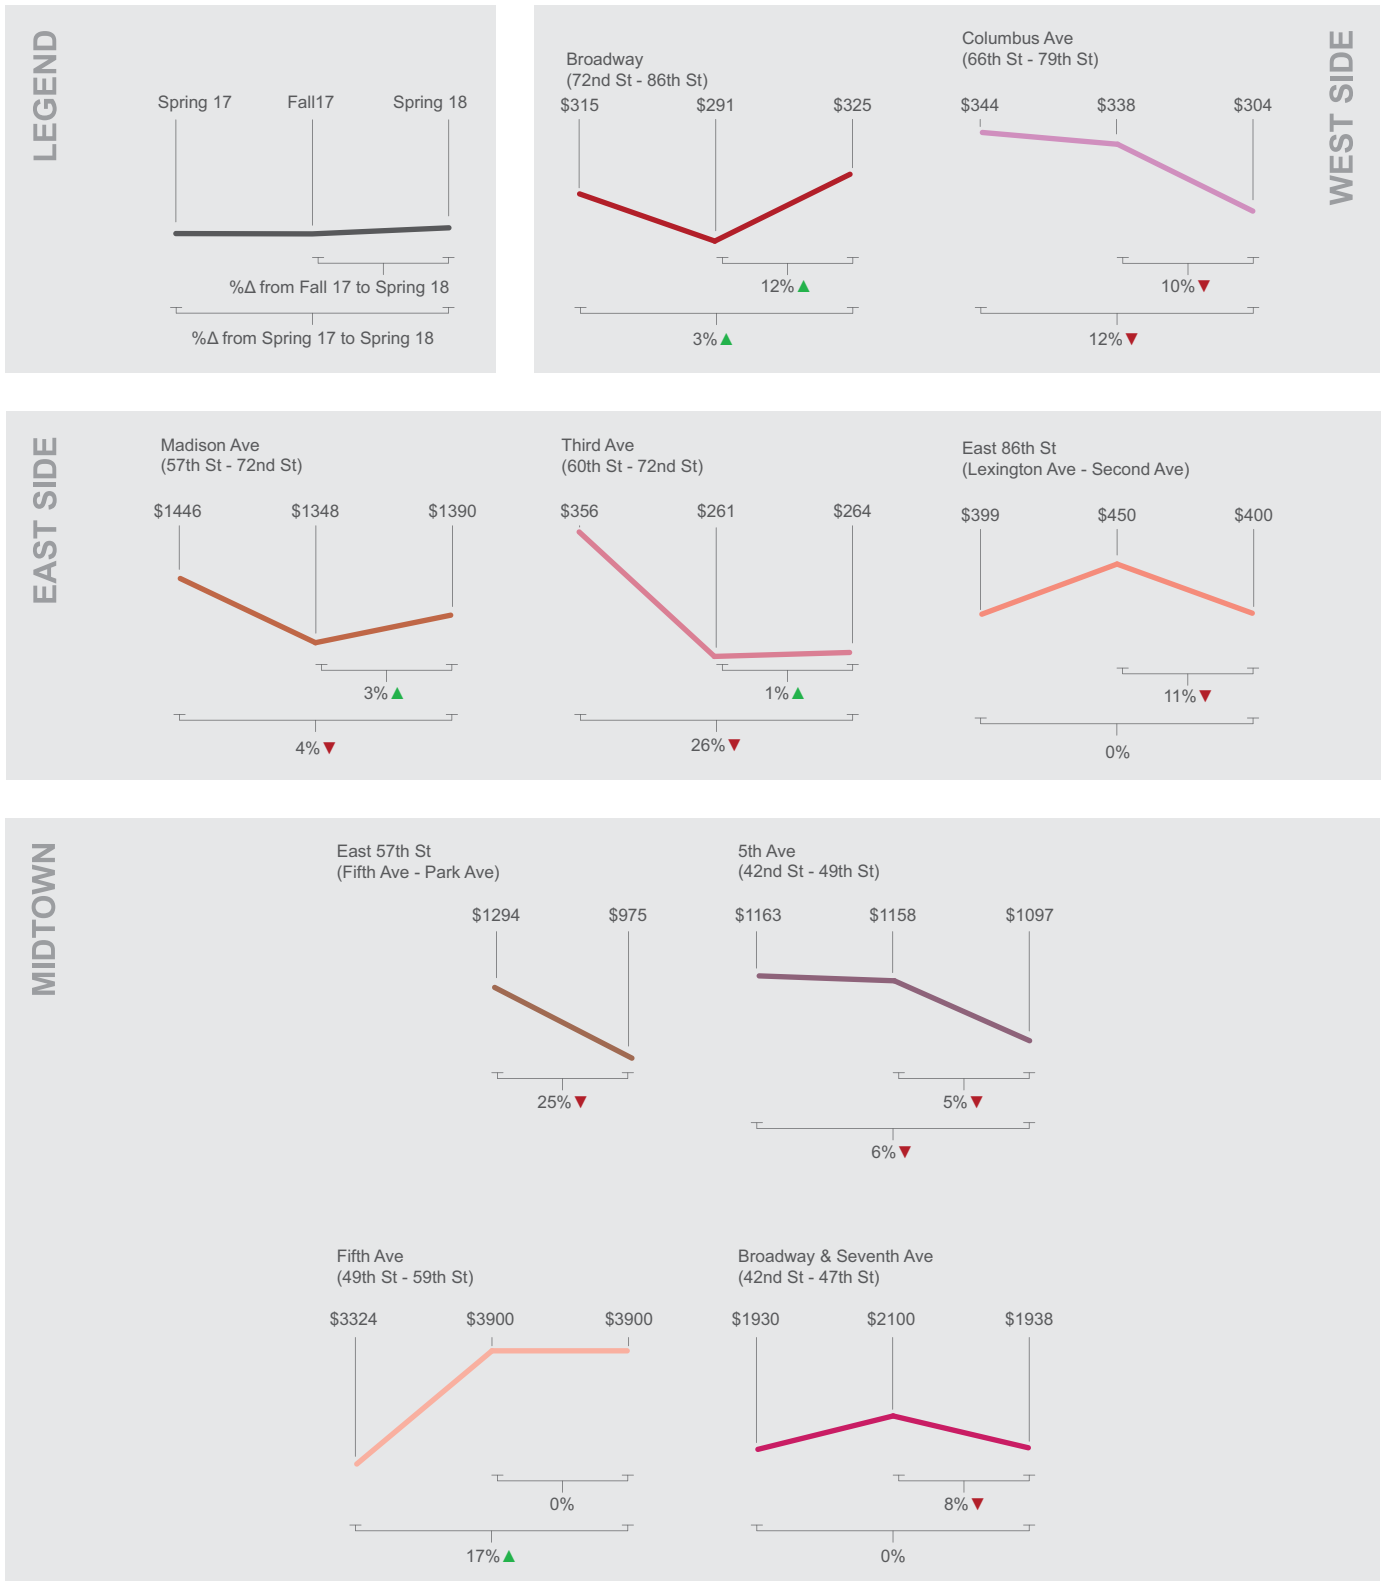 LEGEND
Spring 17 Fall17 Spring 18
%Δ from Fall 17 to Spring 18
%Δ from Spring 17 to Spring 18
WEST SIDE
Broadway
(72nd St - 86th St)
$315 $291 $325
12%
3%
Columbus Ave
(66th St - 79th St)
$344 $338 $304
10%
12%
EAST SIDE
Madison Ave
(57th St - 72nd St)
$1446 $1348 $1390
3%
4%
Third Ave
(60th St - 72nd St)
$356 $261 $264
1%
26%
East 86th St
(Lexington Ave - Second Ave)
$399 $450 $400
11%
0%
MIDTOWN
East 57th St
(Fifth Ave - Park Ave)
$1294 $975
25%
5th Ave
(42nd St - 49th St)
$1163 $1158 $1097
5%
6%
Fifth Ave
(49th St - 59th St)
$3324 $3900 $3900
0%
17%
Broadway & Seventh Ave
(42nd St - 47th St)
$1930 $2100 $1938
8%
0%